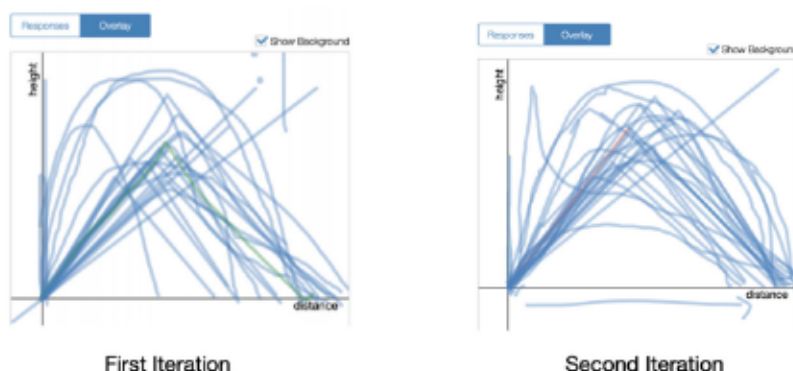 Responses Overlay
Show Background
height
distance
First Iteration
Responses Overlay
Show Background
height
distance
Second Iteration